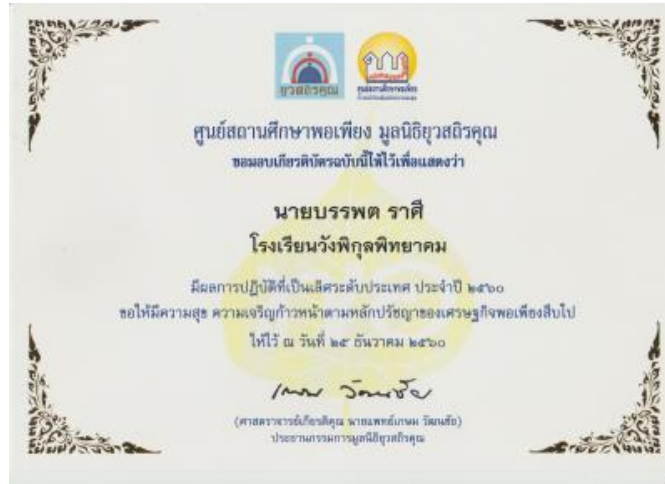 ยุวสถิรคุณ
ศูนย์สถานศึกษาพอเพียง มูลนิธิยุวสถิรคุณ
ขอมอบเกียรติบัตรฉบับนี้ให้ไว้เพื่อแสดงว่า
นายบรรพต ราศี
โรงเรียนวังพิกุลพิทยาคม
มีผลการปฏิบัติที่เป็นเลิศระดับประเทศ ประจำปี ๒๕๖๐
ขอให้มีความสุข ความเจริญก้าวหน้าตามหลักปรัชญาของเศรษฐกิจพอเพียงสืบไป
ให้ไว้ ณ วันที่ ๒๕ ธันวาคม ๒๕๖๐
(ศาสตราจารย์เกียรติคุณ นายแพทย์เกษม วัฒนชัย)
ประธานกรรมการมูลนิธิยุวสถิรคุณ